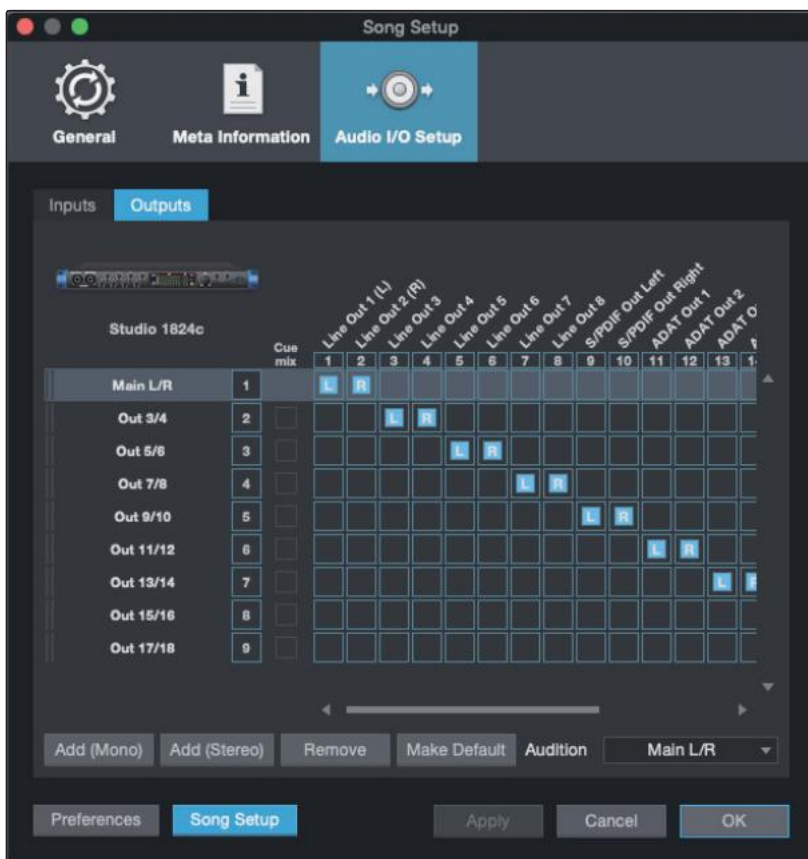 Song Setup
General Meta Information Audio I/O Setup
Inputs Outputs
Studio 1824c
Cue mix
Line Out 1 (L)
Line Out 2 (R)
Line Out 3
Line Out 4
Line Out 5
Line Out 6
Line Out 7
Line Out 8
S/PDIF Out Left
S/PDIF Out Right
ADAT Out 1
ADAT Out 2
ADAT O
1 2 3 4 5 6 7 8 9 10 11 12 13 14
Main L/R 1 L R
Out 3/4 2 L R
Out 5/6 3 L R
Out 7/8 4 L R
Out 9/10 5 L R
Out 11/12 6 L R
Out 13/14 7 L R
Out 15/16 8
Out 17/18 9
Add (Mono) Add (Stereo) Remove Make Default Audition Main L/R
Preferences Song Setup Apply Cancel OK